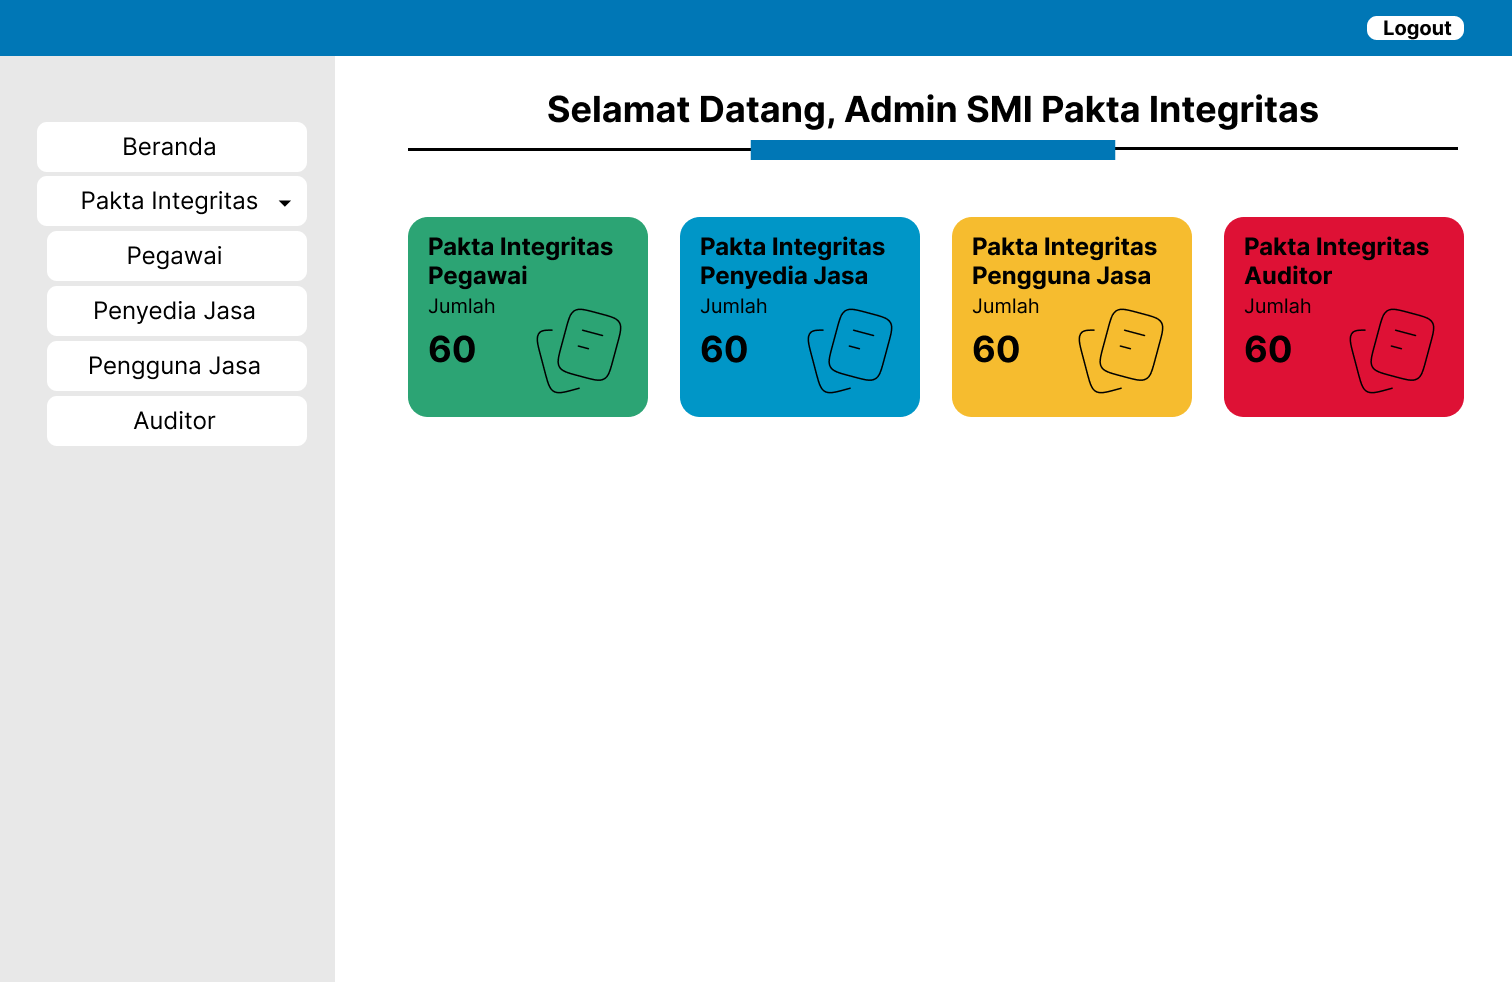 Logout
Beranda
Pakta Integritas
Pegawai
Penyedia Jasa
Pengguna Jasa
Auditor
Selamat Datang, Admin SMI Pakta Integritas
Pakta Integritas
Pegawai
Jumlah
60
Pakta Integritas
Penyedia Jasa
Jumlah
60
Pakta Integritas
Pengguna Jasa
Jumlah
60
Pakta Integritas
Auditor
Jumlah
60